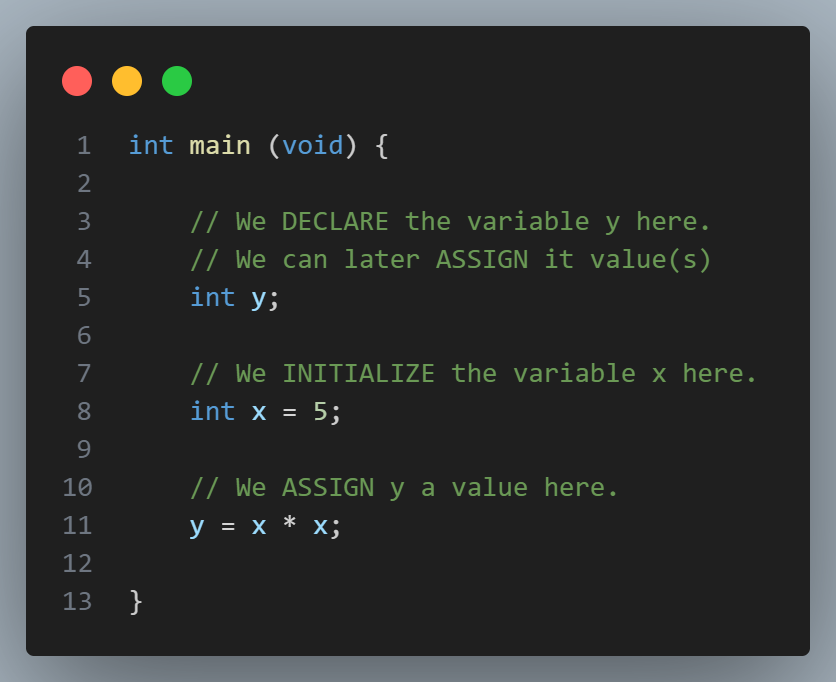 1 int main (void) {
2
3     // We DECLARE the variable y here.
4     // We can later ASSIGN it value(s)
5     int y;
6
7     // We INITIALIZE the variable x here.
8     int x = 5;
9
10     // We ASSIGN y a value here.
11     y = x * x;
12
13 }